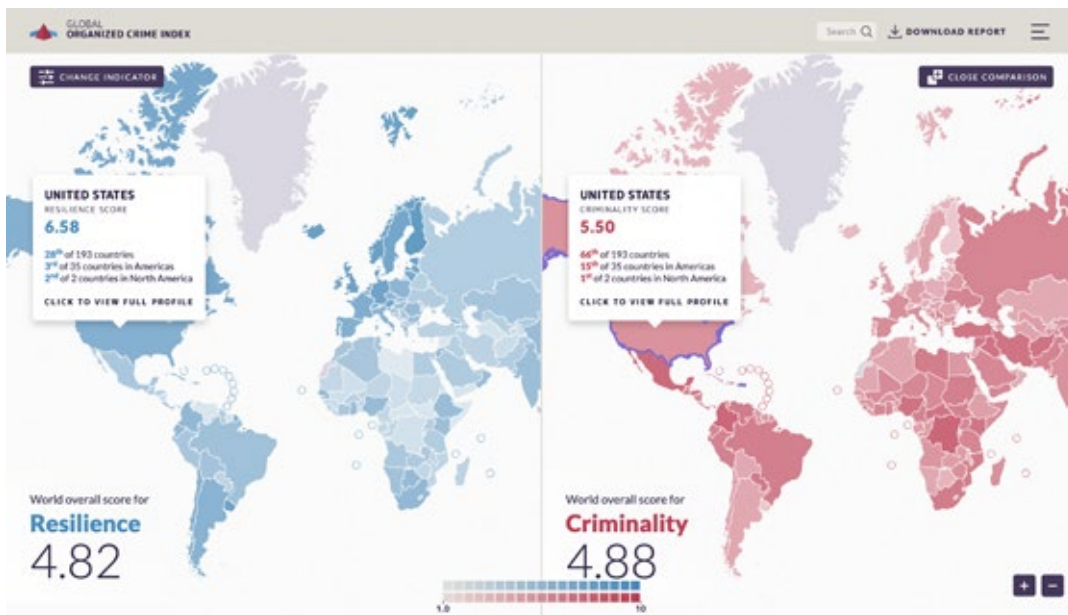 GLOBAL
ORGANIZED CRIME INDEX
Search
DOWNLOAD REPORT
CHANGE INDICATOR
CLOSE COMPARISON
UNITED STATES
RESILIENCE SCORE
6.58
28th of 193 countries
3rd of 35 countries in Americas
2nd of 2 countries in North America
CLICK TO VIEW FULL PROFILE
UNITED STATES
CRIMINALITY SCORE
5.50
66th of 193 countries
15th of 35 countries in Americas
1st of 2 countries in North America
CLICK TO VIEW FULL PROFILE
World overall score for
Resilience
4.82
World overall score for
Criminality
4.88
1.0
10